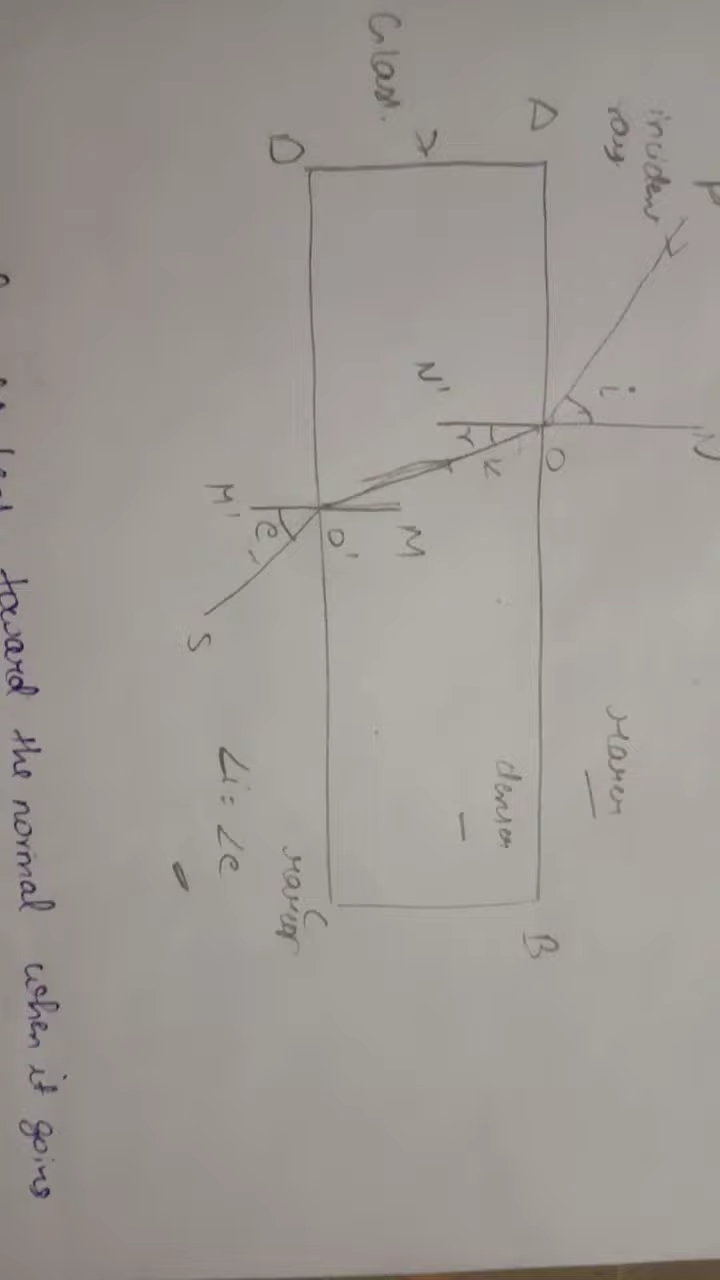 P
incident
ray
N
i
A
O
B
rarer
Glass.
denser
N'
r
K
M
D
O'
C
rarer
M'
e
S
∠i = ∠e
toward the normal when it goins